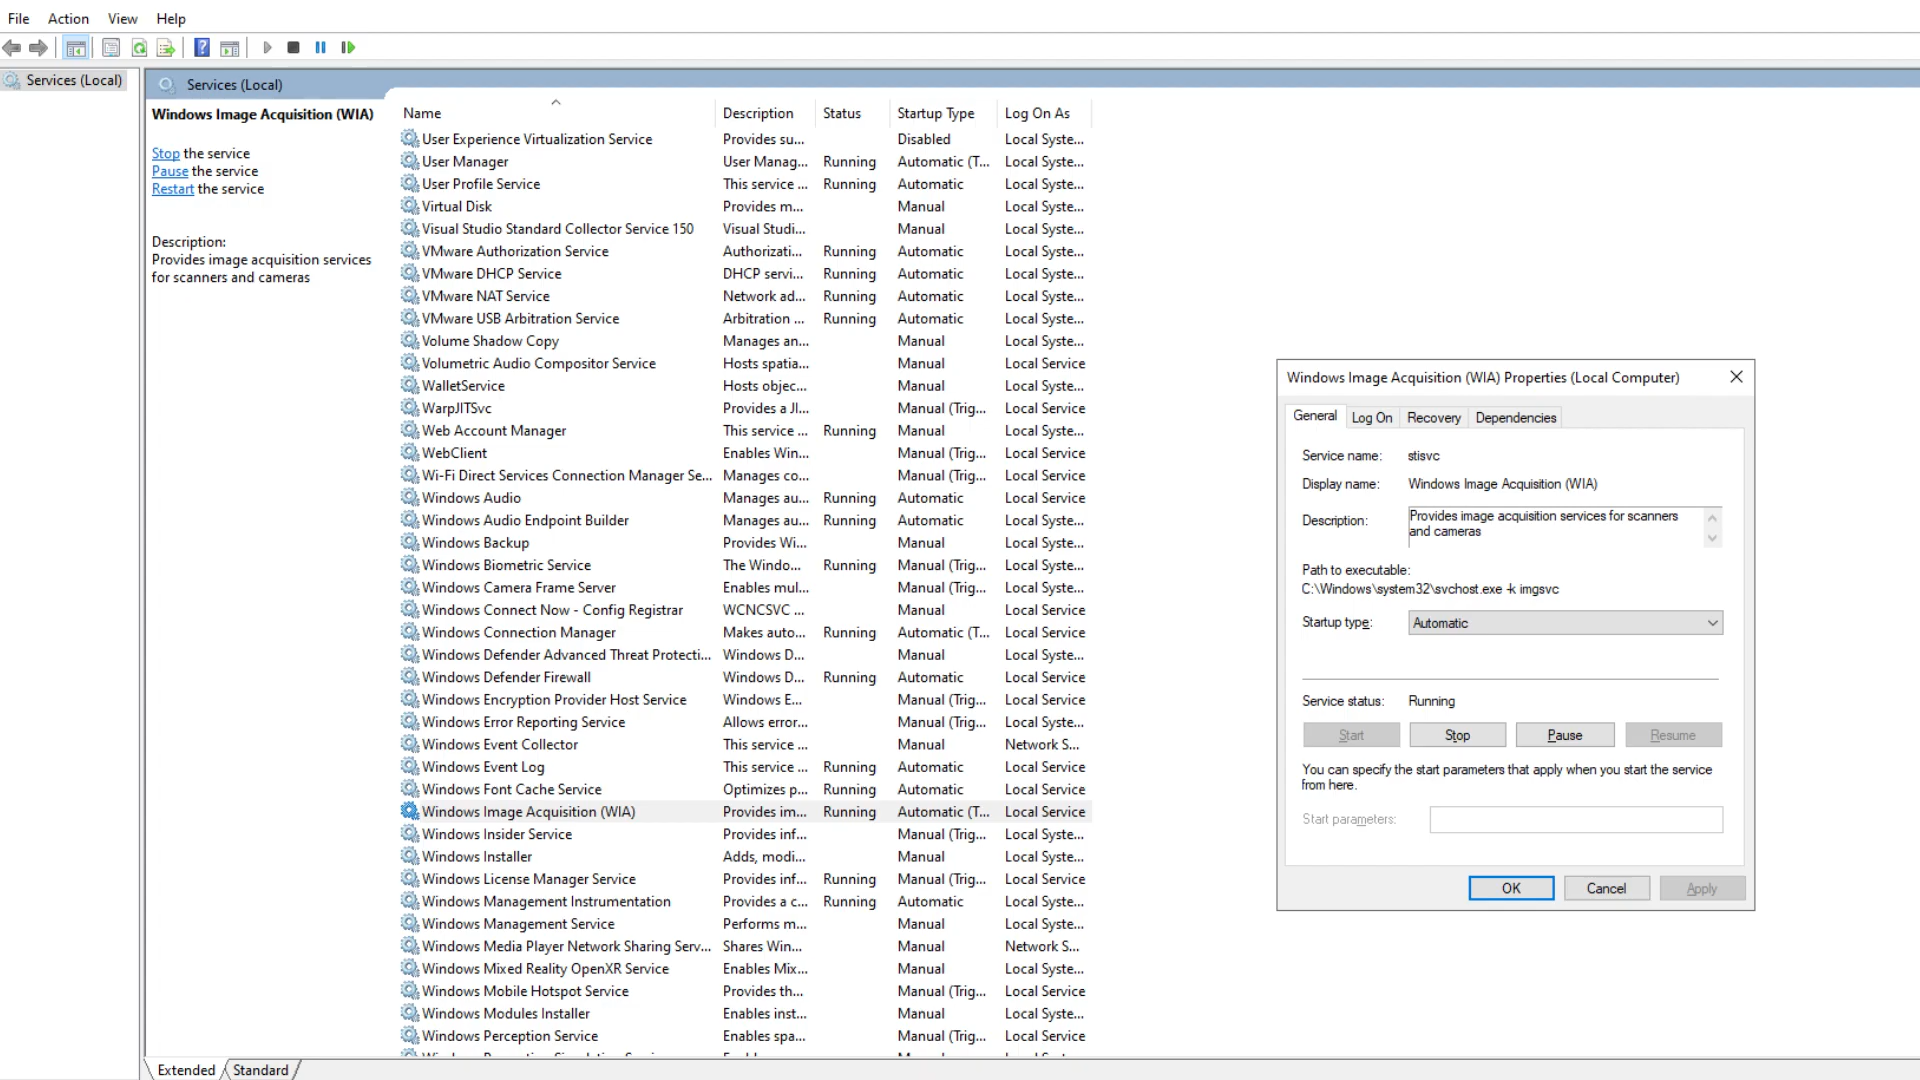 File Action View Help
Services (Local)
Services (Local)
Windows Image Acquisition (WIA)
Stop the service
Pause the service
Restart the service
Description:
Provides image acquisition services
for scanners and cameras
Name Description Status Startup Type Log On As
User Experience Virtualization Service Provides su... Disabled Local Syste...
User Manager User Manag... Running Automatic (T... Local Syste...
User Profile Service This service ... Running Automatic Local Syste...
Virtual Disk Provides m... Manual Local Syste...
Visual Studio Standard Collector Service 150 Visual Studi... Manual Local Syste...
VMware Authorization Service Authorizati... Running Automatic Local Syste...
VMware DHCP Service DHCP servi... Running Automatic Local Syste...
VMware NAT Service Network ad... Running Automatic Local Syste...
VMware USB Arbitration Service Arbitration ... Running Automatic Local Syste...
Volume Shadow Copy Manages an... Manual Local Syste...
Volumetric Audio Compositor Service Hosts spatia... Manual Local Service
WalletService Hosts objec... Manual Local Syste...
WarpJITSvc Provides a JI... Manual (Trig... Local Service
Web Account Manager This service ... Running Manual Local Syste...
WebClient Enables Win... Manual (Trig... Local Service
Wi-Fi Direct Services Connection Manager Se... Manages co... Manual (Trig... Local Service
Windows Audio Manages au... Running Automatic Local Service
Windows Audio Endpoint Builder Manages au... Running Automatic Local Syste...
Windows Backup Provides Wi... Manual Local Syste...
Windows Biometric Service The Windo... Running Manual (Trig... Local Syste...
Windows Camera Frame Server Enables mul... Manual (Trig... Local Service
Windows Connect Now - Config Registrar WCNCSVC ... Manual Local Service
Windows Connection Manager Makes auto... Running Automatic (T... Local Service
Windows Defender Advanced Threat Protecti... Windows D... Manual Local Syste...
Windows Defender Firewall Windows D... Running Automatic Local Service
Windows Encryption Provider Host Service Windows E... Manual (Trig... Local Service
Windows Error Reporting Service Allows error... Manual (Trig... Local Syste...
Windows Event Collector This service ... Manual Network S...
Windows Event Log This service ... Running Automatic Local Service
Windows Font Cache Service Optimizes p... Running Automatic Local Service
Windows Image Acquisition (WIA) Provides im... Running Automatic (T... Local Service
Windows Insider Service Provides inf... Manual (Trig... Local Syste...
Windows Installer Adds, modi... Manual Local Syste...
Windows License Manager Service Provides inf... Running Manual (Trig... Local Service
Windows Management Instrumentation Provides a c... Running Automatic Local Syste...
Windows Management Service Performs m... Manual Local Syste...
Windows Media Player Network Sharing Serv... Shares Win... Manual Network S...
Windows Mixed Reality OpenXR Service Enables Mix... Manual Local Syste...
Windows Mobile Hotspot Service Provides th... Manual (Trig... Local Service
Windows Modules Installer Enables inst... Manual Local Syste...
Windows Perception Service Enables spa... Manual (Trig... Local Service
Extended Standard
Windows Image Acquisition (WIA) Properties (Local Computer)
General Log On Recovery Dependencies
Service name: stisvc
Display name: Windows Image Acquisition (WIA)
Description: Provides image acquisition services for scanners
and cameras
Path to executable:
C:\Windows\system32\svchost.exe -k imgsvc
Startup type: Automatic
Service status: Running
Start Stop Pause Resume
You can specify the start parameters that apply when you start the service
from here.
Start parameters:
OK Cancel Apply